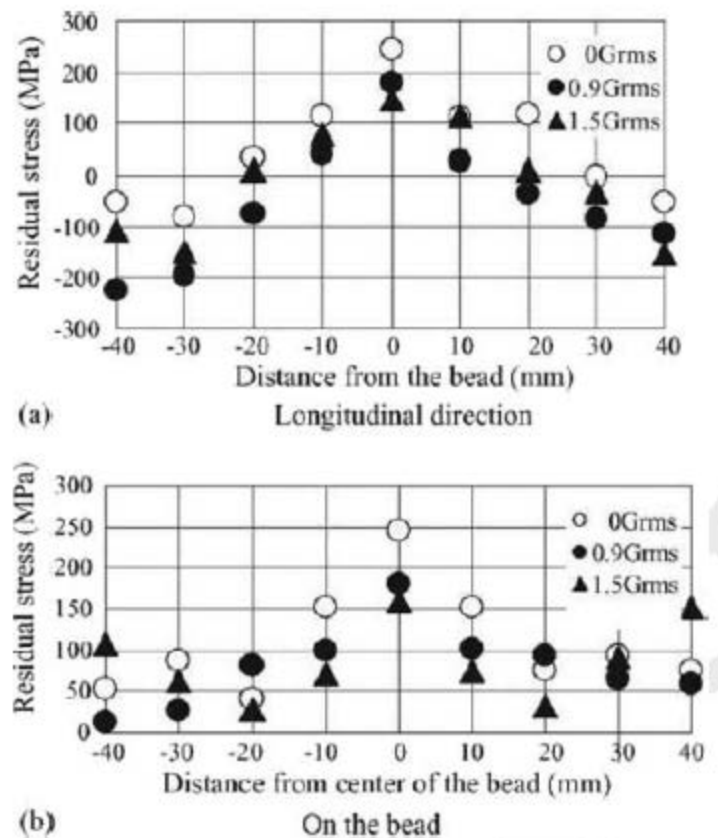 Residual stress (MPa)
300
200
100
0
-100
-200
-300
○ 0Grms
● 0.9Grms
▲ 1.5Grms
-40 -30 -20 -10 0 10 20 30 40
Distance from the bead (mm)
(a) Longitudinal direction
Residual stress (MPa)
300
250
200
150
100
50
0
○ 0Grms
● 0.9Grms
▲ 1.5Grms
-40 -30 -20 -10 0 10 20 30 40
Distance from center of the bead (mm)
(b) On the bead